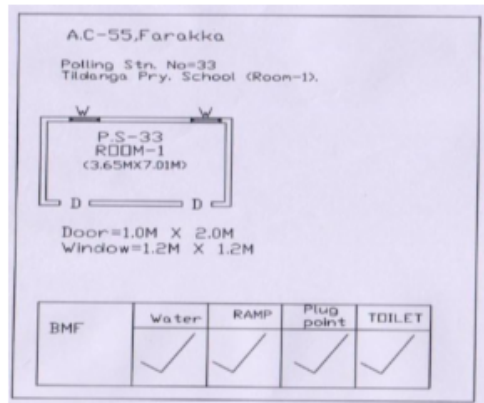 A.C-55,Farakka
Polling Stn. No=33
Tildanga Pry. School (Room-1).
W W
P.S-33
ROOM-1
(3.65MX7.01M)
D D
Door=1.0M X 2.0M
Window=1.2M X 1.2M
BMF Water RAMP Plug point TOILET